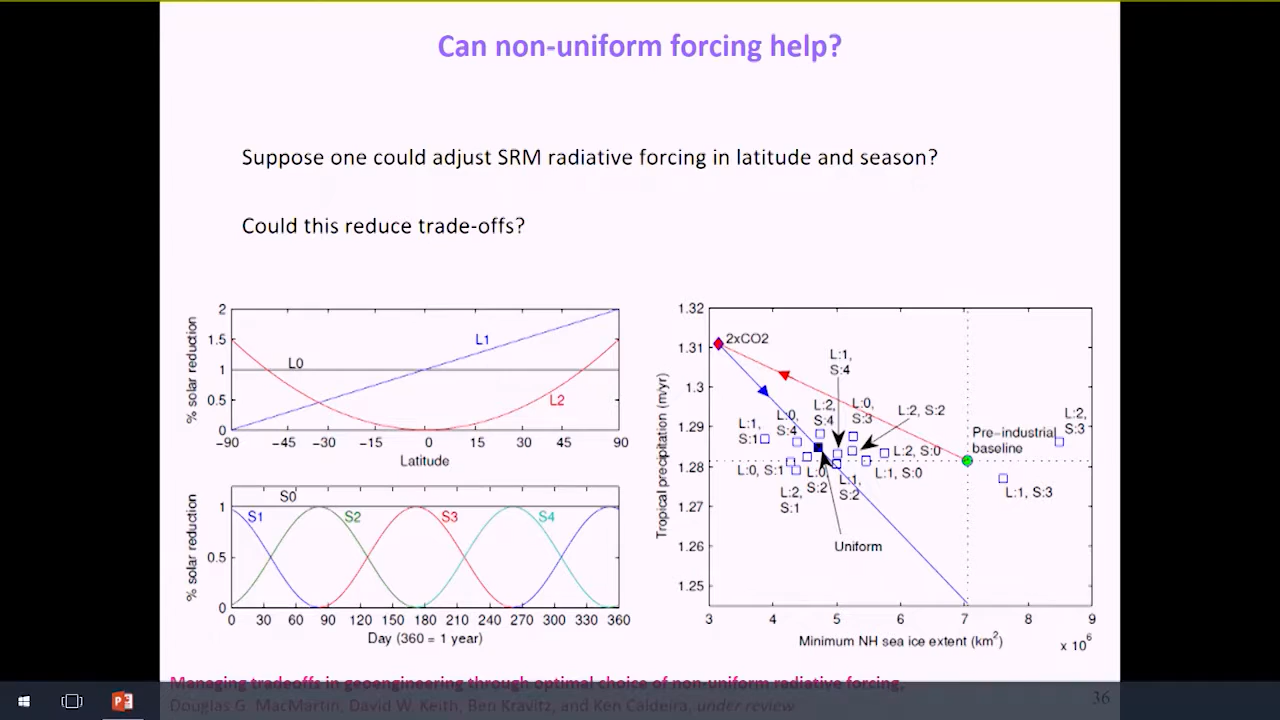 Can non-uniform forcing help?
Suppose one could adjust SRM radiative forcing in latitude and season?
Could this reduce trade-offs?
% solar reduction
2
1.5
1
0.5
0
L0
L1
L2
−90 −45 −30 −15 0 15 30 45 90
Latitude
% solar reduction
1
0.5
0
S0
S1
S2
S3
S4
0 30 60 90 120 150 180 210 240 270 300 330 360
Day (360 = 1 year)
Tropical precipitation (m/yr)
1.32
1.31
1.3
1.29
1.28
1.27
1.26
1.25
2xCO2
L:1,
S:4
L:2,
S:4
L:0,
S:3
L:2, S:2
L:0,
S:4
L:1,
S:1
L:2,
S:3
Pre-industrial
baseline
L:2, S:0
L:0, S:1
L:0,
S:2
L:1,
S:2
L:1, S:0
L:2,
S:1
L:1, S:3
Uniform
3 4 5 6 7 8 9
Minimum NH sea ice extent (km2)
x 106
Managing tradeoffs in geoengineering through optimal choice of non-uniform radiative forcing,
Douglas G. MacMartin, David W. Keith, Ben Kravitz, and Ken Caldeira, under review
36